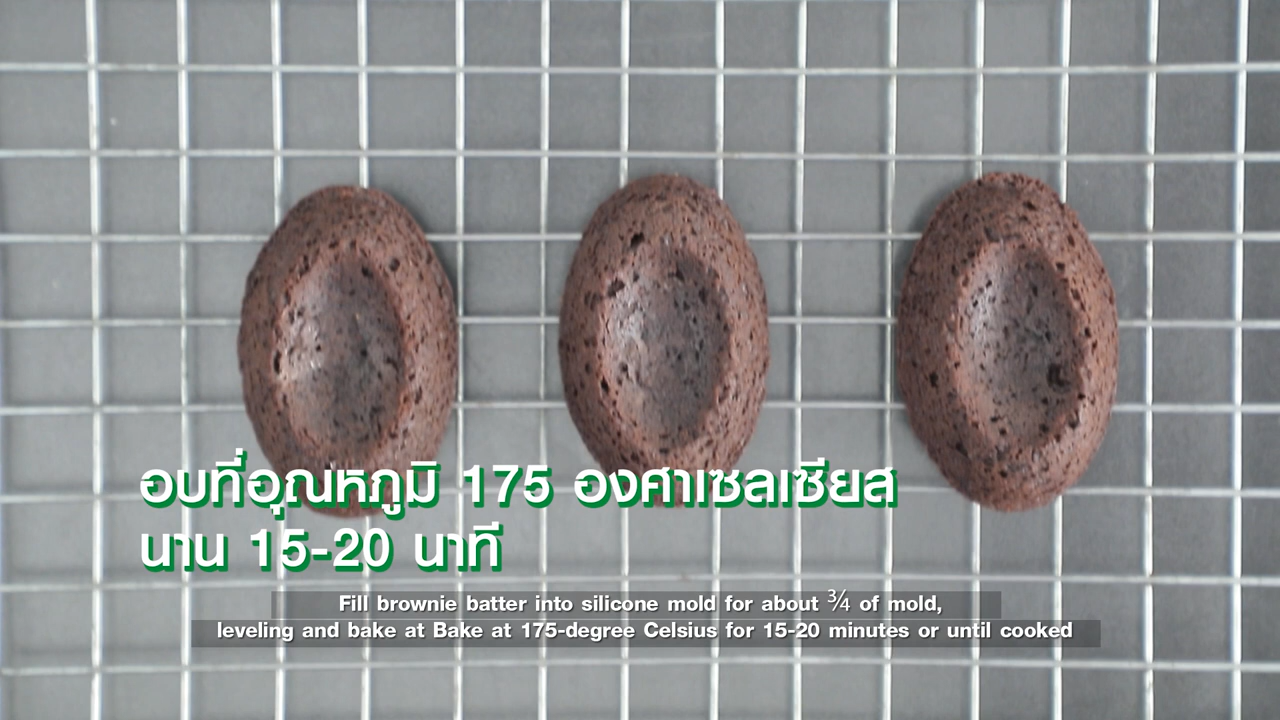 อบที่อุณหภูมิ 175 องศาเซลเซียส
นาน 15-20 นาที
Fill brownie batter into silicone mold for about ¾ of mold,
leveling and bake at Bake at 175-degree Celsius for 15-20 minutes or until cooked